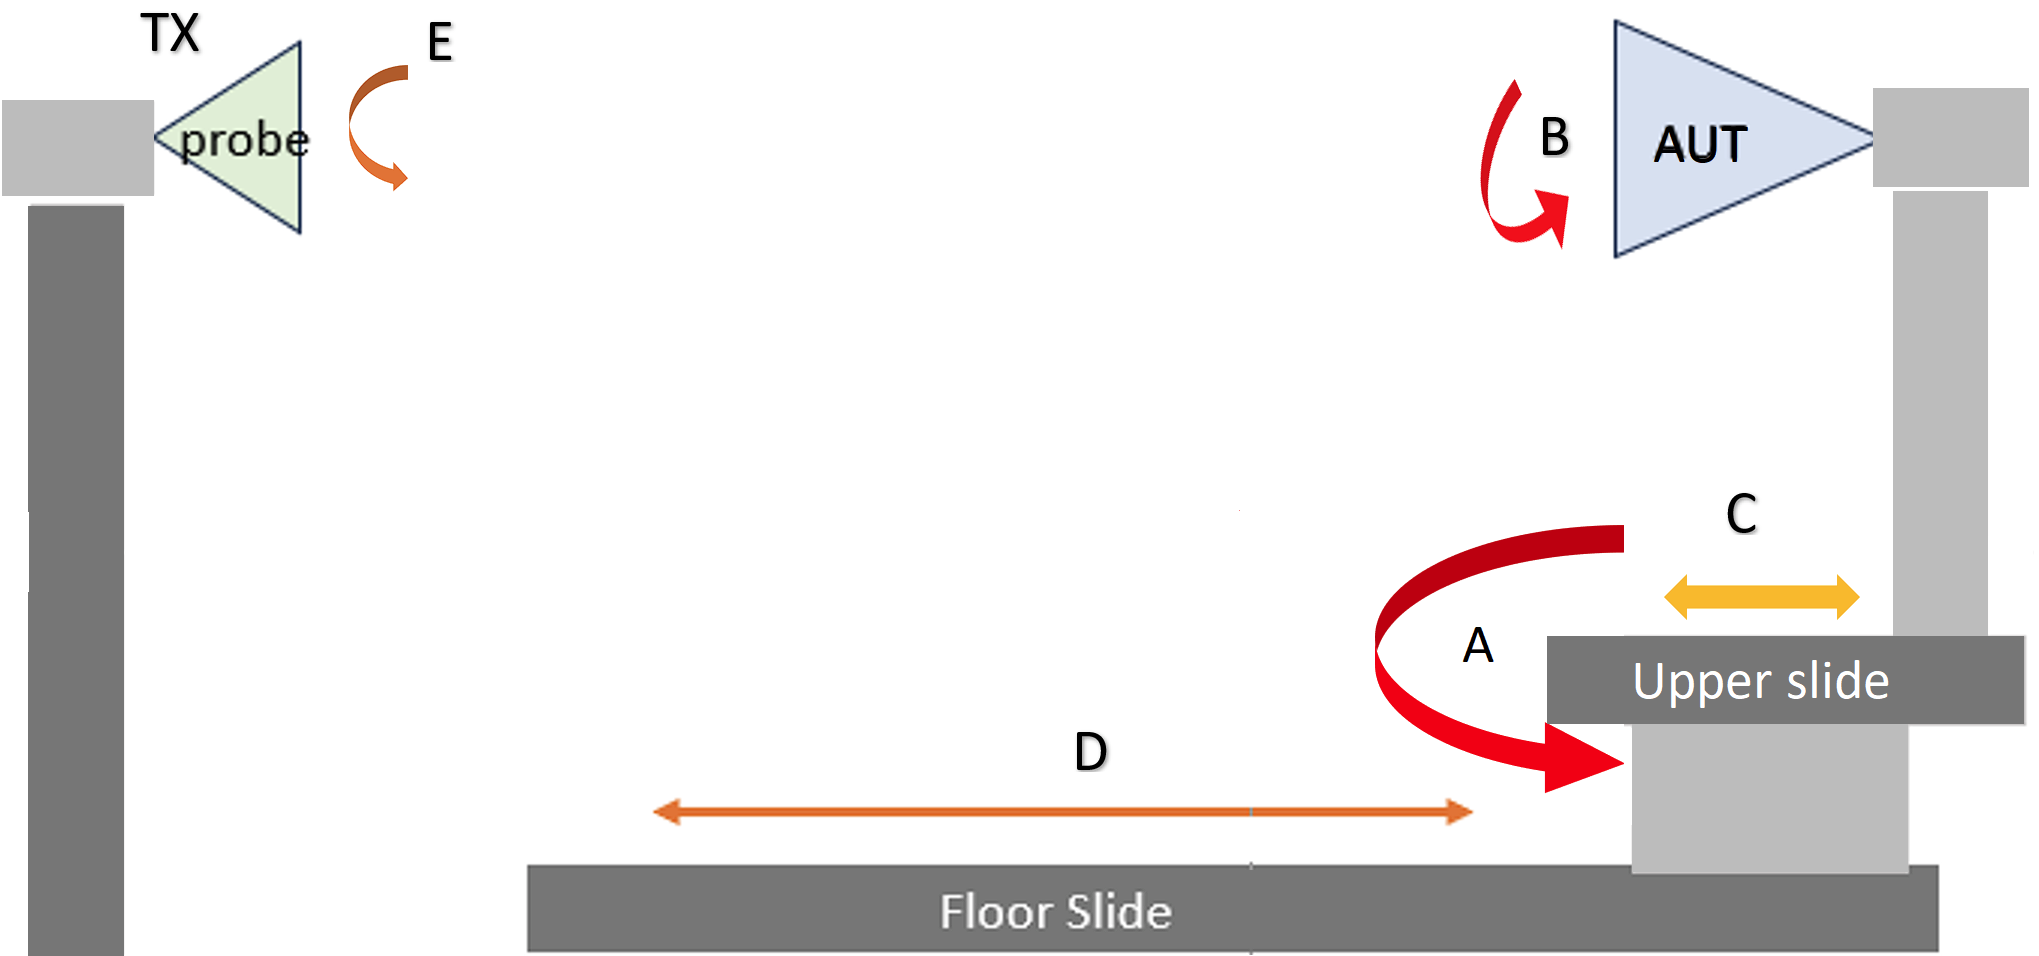 TX
E
probe
B
AUT
C
A
Upper slide
D
Floor Slide